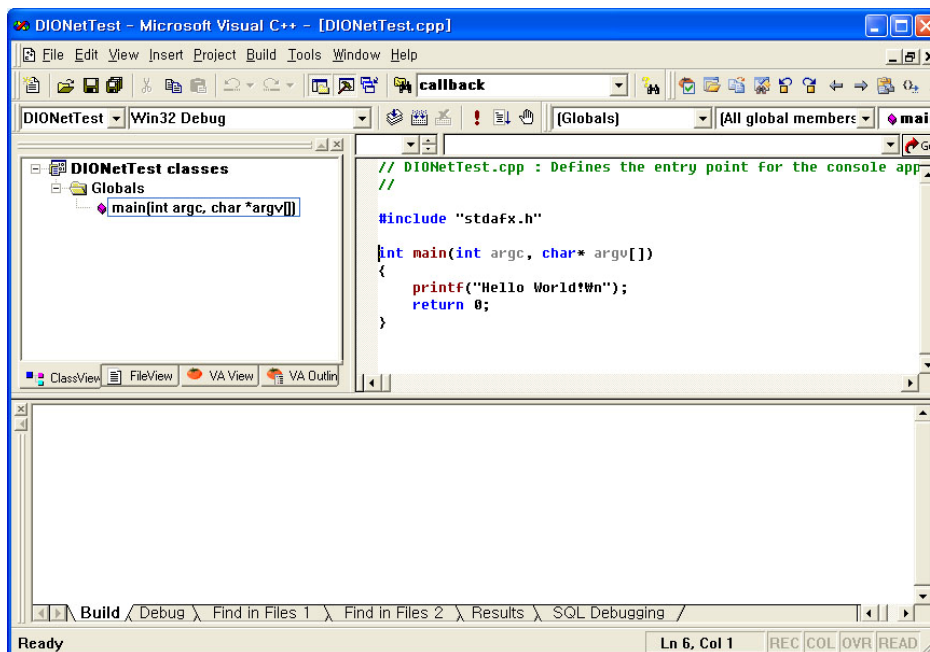 DIONetTest - Microsoft Visual C++ - [DIONetTest.cpp]
File Edit View Insert Project Build Tools Window Help
callback
DIONetTest Win32 Debug (Globals) (All global members mai
Go
DIONetTest classes
Globals
main(int argc, char *argv[])
ClassView FileView VA View VA Outlin
// DIONetTest.cpp : Defines the entry point for the console app
//
#include "stdafx.h"
int main(int argc, char* argv[])
{
printf("Hello World!₩n");
return 0;
}
Build Debug Find in Files 1 Find in Files 2 Results SQL Debugging
Ready Ln 6, Col 1 REC COL OVR READ